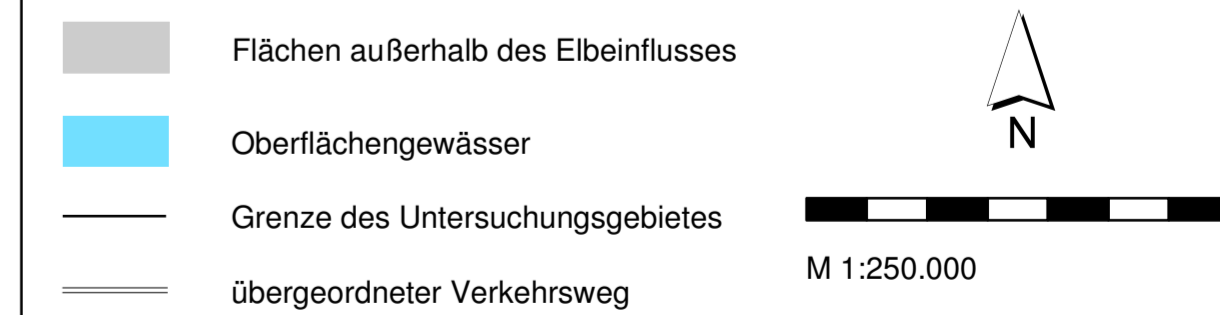 Flächen außerhalb des Elbeinflusses
Oberflächengewässer
Grenze des Untersuchungsgebietes
übergeordneter Verkehrsweg
N
M 1:250.000